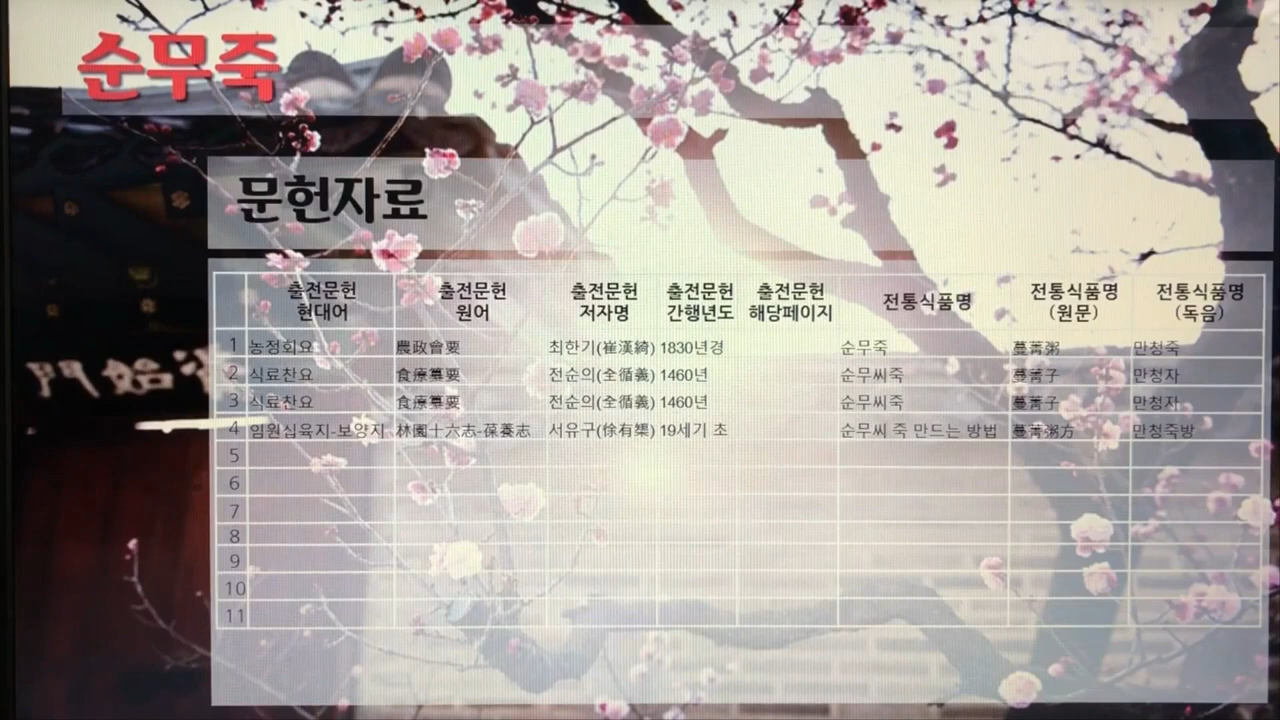 순무죽
문헌자료
출전문헌 현대어 출전문헌 원어 출전문헌 저자명 출전문헌 간행년도 출전문헌 해당페이지 전통식품명 전통식품명 (원문) 전통식품명 (독음)
1 농정회요 農政會要 최한기(崔漢綺) 1830년경 순무죽 蔓菁粥 만청죽
2 식료찬요 食療纂要 전순의(全循義) 1460년 순무씨죽 蔓菁子 만청자
3 식료찬요 食療纂要 전순의(全循義) 1460년 순무씨죽 蔓菁子 만청자
4 임원십육지-보양지 林園十六志-葆養志 서유구(徐有榘) 19세기 초 순무씨 죽 만드는 방법 蔓菁粥方 만청죽방
5
6
7
8
9
10
11